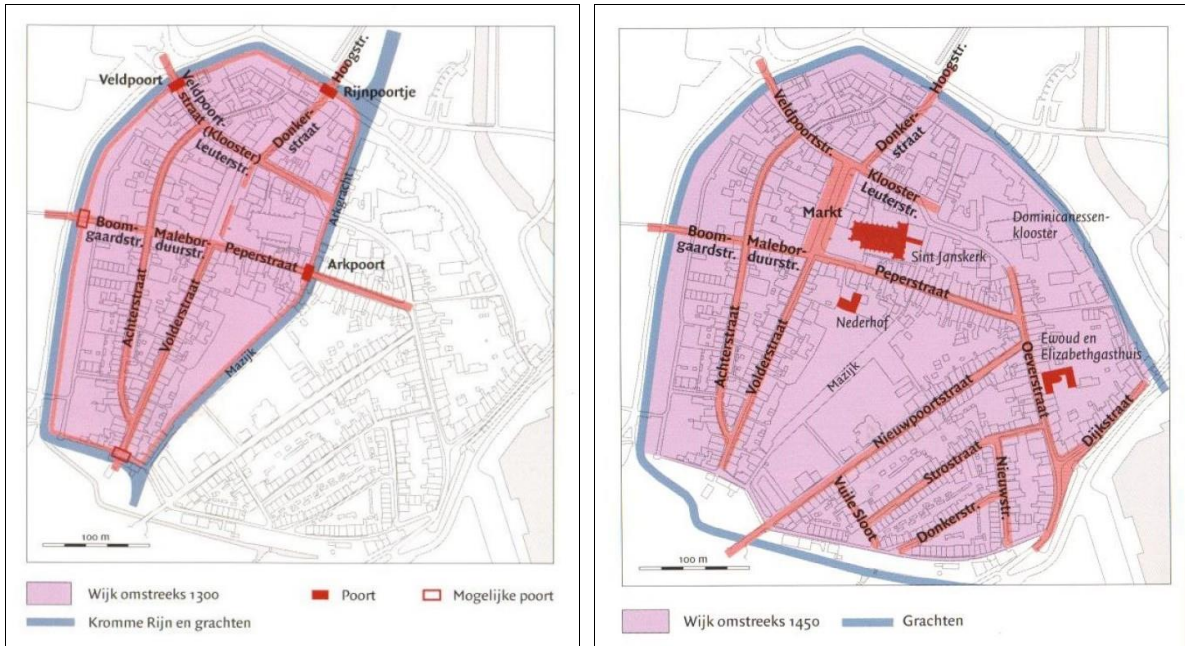 Hoogstr.
Veldpoort
Rijnpoortje
Veldpoort-
straat
(Klooster)
Leuterstr.
Donker-
straat
Arkgracht
Boom-
gaardstr.
Malebor-
duurstr.
Peperstraat
Arkpoort
Achterstraat
Volderstraat
Mazijk
100 m
Wijk omstreeks 1300
Poort
Mogelijke poort
Kromme Rijn en grachten
Hoogstr.
Veldpoortstr.
Donker-
straat
Klooster
Leuterstr.
Markt
Dominicanessen-
klooster
Boom-
gaardstr.
Malebor-
duurstr.
Sint Janskerk
Peperstraat
Nederhof
Ewoud en
Elizabethgasthuis
Achterstraat
Volderstraat
Mazijk
Oeverstraat
Nieuwpoortstraat
Dijkstraat
Strostraat
Nieuwstr.
Vuile Sloot
Donkerstr.
100 m
Wijk omstreeks 1450
Grachten